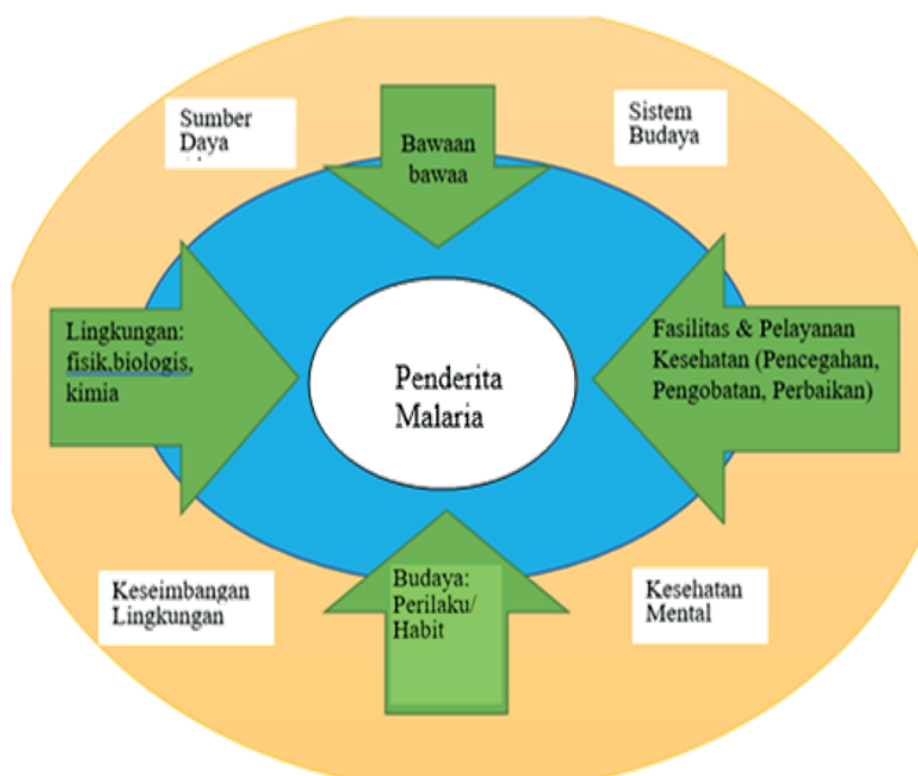 Sumber
Daya
Bawaan
bawaa
Sistem
Budaya
Lingkungan:
fisik,biologis,
kimia
Penderita
Malaria
Fasilitas & Pelayanan
Kesehatan (Pencegahan,
Pengobatan, Perbaikan)
Keseimbangan
Lingkungan
Budaya:
Perilaku/
Habit
Kesehatan
Mental